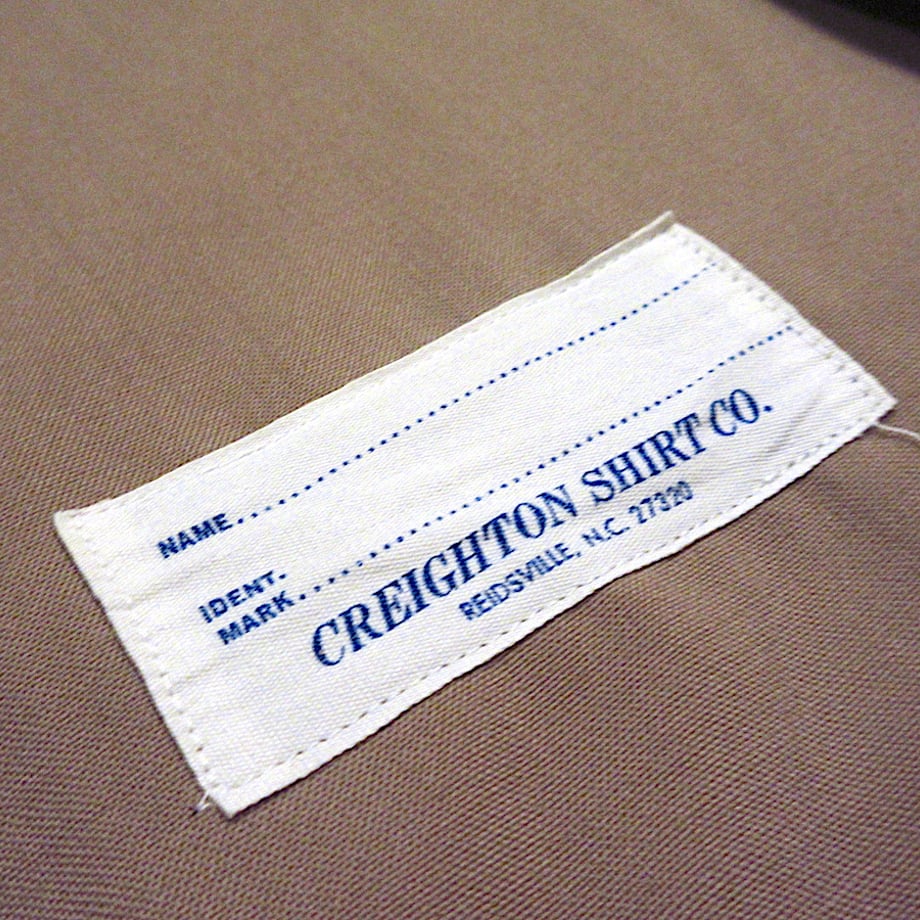 NAME..................................................
IDENT.
MARK..................................................
CREIGHTON SHIRT CO.
REIDSVILLE, N.C. 27320